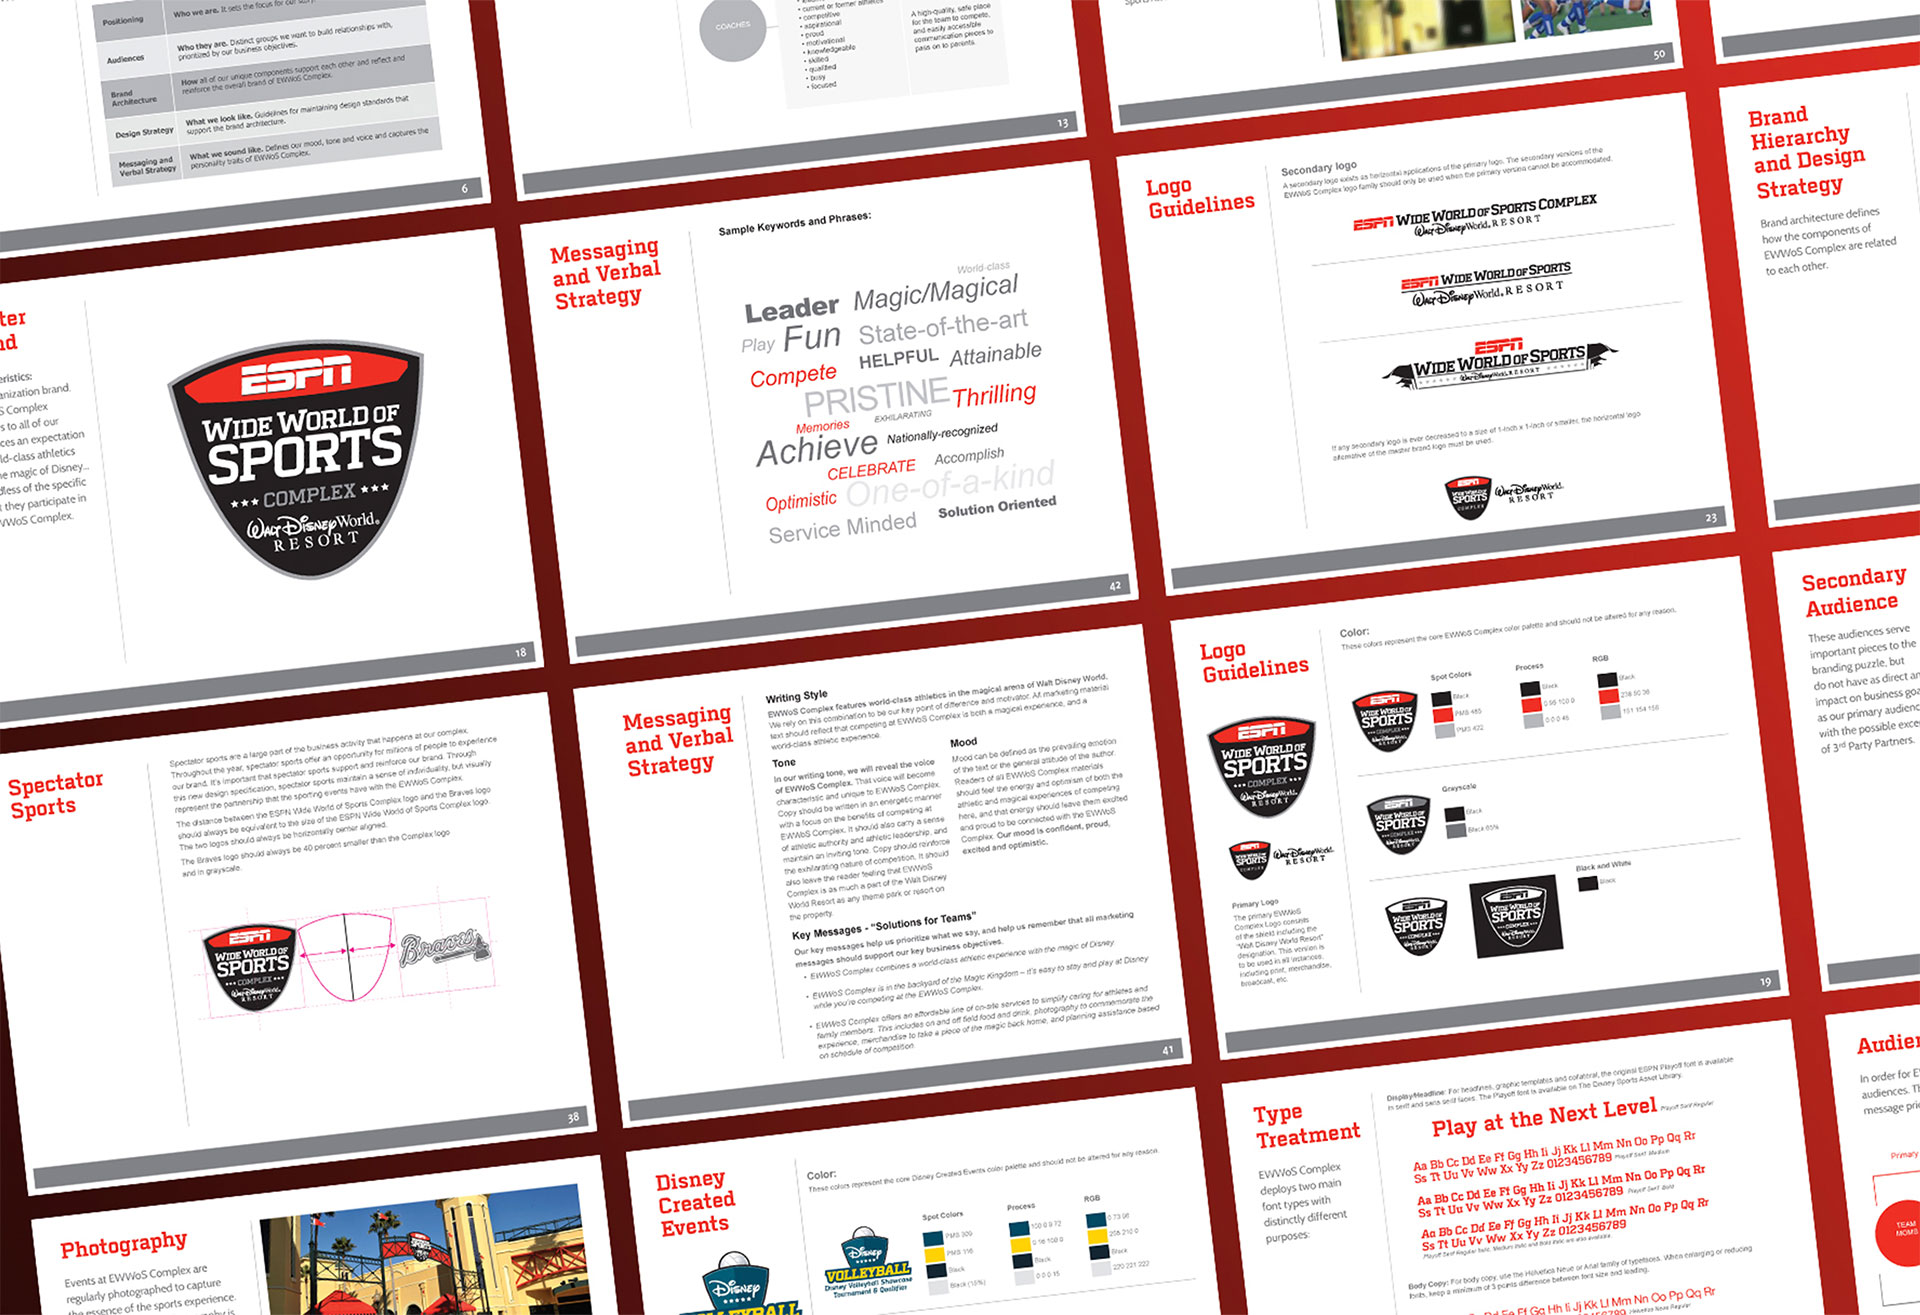 Positioning
Who we are. It sets the focus for our story.
Audiences
Who they are. Distinct groups we want to build relationships with,
prioritized by our business objectives.
Brand
Architecture
How all of our unique components support each other and reflect and
reinforce the overall brand of EWWoS Complex.
Design Strategy
What we look like. Guidelines for maintaining design standards that
support the brand architecture.
Messaging and
Verbal Strategy
What we sound like. Defines our mood, tone and voice and captures the
personality traits of EWWoS Complex.
6
COACHES
• current or former athletes
• competitive
• aspirational
• proud
• motivational
• knowledgeable
• skilled
• qualified
• busy
• focused
A high-quality, safe place
for the team to compete,
and easily accessible
communication pieces to
pass on to parents.
13
50
Brand
Hierarchy
and Design
Strategy
Brand architecture defines
how the components of
EWWoS Complex are related
to each other.
eristics:
anization brand.
S Complex
s to all of our
ces an expectation
ld-class athletics
he magic of Disney...
dless of the specific
t they participate in
WWoS Complex.
ESPN
WIDE WORLD OF
SPORTS
COMPLEX
WALT DISNEY World®
RESORT
18
Messaging
and Verbal
Strategy
Sample Keywords and Phrases:
World-class
Leader Magic/Magical
Play Fun State-of-the-art
Compete HELPFUL Attainable
PRISTINE Thrilling
Memories EXHILARATING
Achieve Nationally-recognized
CELEBRATE Accomplish
Optimistic One-of-a-kind
Service Minded Solution Oriented
42
Logo
Guidelines
Secondary logo
A secondary logo exists as horizontal applications of the primary logo. The secondary versions of the
EWWoS Complex logo family should only be used when the primary version cannot be accommodated.
ESPN WIDE WORLD OF SPORTS COMPLEX
WALT DISNEY World® RESORT
ESPN WIDE WORLD OF SPORTS
WALT DISNEY World® RESORT
ESPN
WIDE WORLD OF SPORTS
WALT DISNEY World RESORT
If any secondary logo is ever decreased to a size of 1-inch x 1-inch or smaller, the horizontal logo
alternative of the master brand logo must be used.
ESPN
WIDE WORLD OF
SPORTS
COMPLEX
WALT DISNEY World®
RESORT
23
Secondary
Audience
These audiences serve
important pieces to the
branding puzzle, but
do not have as direct an
impact on business goa
as our primary audienc
with the possible exce
of 3rd Party Partners.
Spectator
Sports
Spectator sports are a large part of the business activity that happens at our complex.
Throughout the year, spectator sports offer an opportunity for millions of people to experience
our brand. It's important that spectator sports support and reinforce our brand. Through
this new design specification, spectator sports maintain a sense of individuality, but visually
represent the partnership that the sporting events have with the EWWoS Complex.
The distance between the ESPN Wide World of Sports Complex logo and the Braves logo
should always be equivalent to the size of the ESPN Wide World of Sports Complex logo.
The two logos should always be horizontally center aligned.
The Braves logo should always be 40 percent smaller than the Complex logo
and in grayscale.
ESPN
WIDE WORLD OF
SPORTS
COMPLEX
WALT DISNEY World
RESORT
Braves
38
Messaging
and Verbal
Strategy
Writing Style
EWWoS Complex features world-class athletics in the magical arena of Walt Disney World.
We rely on this combination to be our key point of difference and motivator. All marketing material
text should reflect that competing at EWWoS Complex is both a magical experience, and a
world-class athletic experience.
Tone
In our writing tone, we will reveal the voice
of EWWoS Complex. That voice will become
characteristic and unique to EWWoS Complex.
Copy should be written in an energetic manner
with a focus on the benefits of competing at
EWWoS Complex. It should also carry a sense
of athletic authority and athletic leadership, and
maintain an inviting tone. Copy should reinforce
the exhilarating nature of competition. It should
also leave the reader feeling that EWWoS
Complex is as much a part of the Walt Disney
World Resort as any theme park or resort on
the property.
Mood
Mood can be defined as the prevailing emotion
of the text or the general attitude of the author.
Readers of all EWWoS Complex materials
should feel the energy and optimism of both the
athletic and magical experiences of competing
here, and that energy should leave them excited
and proud to be connected with the EWWoS
Complex. Our mood is confident, proud,
excited and optimistic.
Key Messages - "Solutions for Teams"
Our key messages help us prioritize what we say, and help us remember that all marketing
messages should support our key business objectives.
• EWWoS Complex combines a world-class athletic experience with the magic of Disney
• EWWoS Complex is in the backyard of the Magic Kingdom – it's easy to stay and play at Disney
while you're competing at the EWWoS Complex.
• EWWoS Complex offers an affordable line of on-site services to simplify caring for athletes and
family members. This includes on and off field food and drink, photography to commemorate the
experience, merchandise to take a piece of the magic back home, and planning assistance based
on schedule of competition.
41
Logo
Guidelines
Color:
These colors represent the core EWWoS Complex color palette and should not be altered for any reason.
Spot Colors
Black
PMS 485
PMS 422
Process
Black
0 95 100 0
0 0 0 45
RGB
Black
151 154 156
Grayscale
Black
Black 65%
Black and White
Black
Primary Logo
The primary EWWoS
Complex Logo consists
of the shield including the
"Walt Disney World Resort"
designation. This version is
to be used in all instances,
including print, merchandise,
broadcast, etc.
19
Photography
Events at EWWoS Complex are
regularly photographed to capture
the essence of the sports experience.
Disney
Created
Events
Color:
These colors represent the core Disney Created Events color palette and should not be altered for any reason.
Spot Colors
PMS 309
PMS 116
Black
Black (15%)
Process
100 0 9 72
0 16 100 0
Black
0 0 0 15
RGB
0 73 96
255 210 0
Black
220 221 222
Disney
VOLLEYBALL
Disney Volleyball Showcase
Tournament & Qualifier
Disney
VOLLEYBALL
Type
Treatment
EWWoS Complex
deploys two main
font types with
distinctly different
purposes:
Display/Headline: For headlines, graphic templates and collateral, the original ESPN Playoff font is available
in serif and sans serif faces. The Playoff font is available on The Disney Sports Asset Library.
Play at the Next Level Playoff Serif Regular
Aa Bb Cc Dd Ee Ff Gg Hh Ii Jj Kk Ll Mm Nn Oo Pp Qq Rr
Ss Tt Uu Vv Ww Xx Yy Zz 0123456789 Playoff Serif Medium
Aa Bb Cc Dd Ee Ff Gg Hh Ii Jj Kk Ll Mm Nn Oo Pp Qq Rr
Ss Tt Uu Vv Ww Xx Yy Zz 0123456789 Playoff Serif Bold
Aa Bb Cc Dd Ee Ff Gg Hh Ii Jj Kk Ll Mm Nn Oo Pp Qq Rr
Ss Tt Uu Vv Ww Xx Yy Zz 0123456789
Playoff Serif Regular Italic, Medium Italic and Bold Italic are also available
Body Copy: For body copy, use the Helvetica Neue or Arial family of typefaces. When enlarging or reducing
fonts, keep a minimum of 3 points difference between font size and leading.
Audien
In order for E
audiences. Th
message prio
Primary
TEAM
MOMS